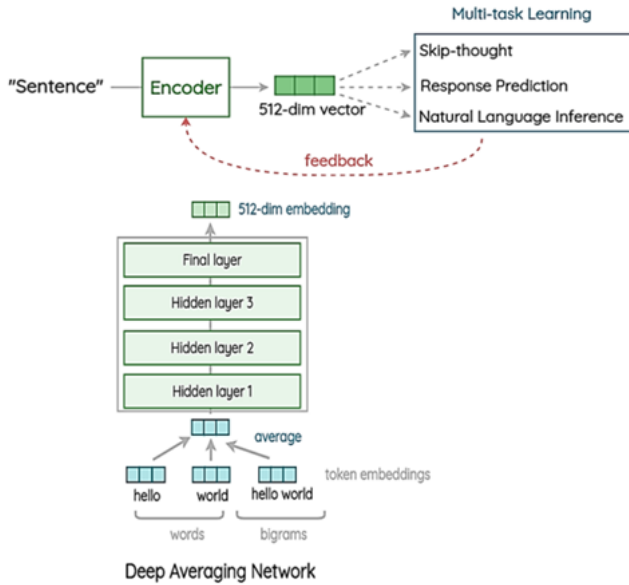 Multi-task Learning
"Sentence"
Encoder
512-dim vector
Skip-thought
Response Prediction
Natural Language Inference
feedback
512-dim embedding
Final layer
Hidden layer 3
Hidden layer 2
Hidden layer 1
average
token embeddings
hello world hello world
words bigrams
Deep Averaging Network